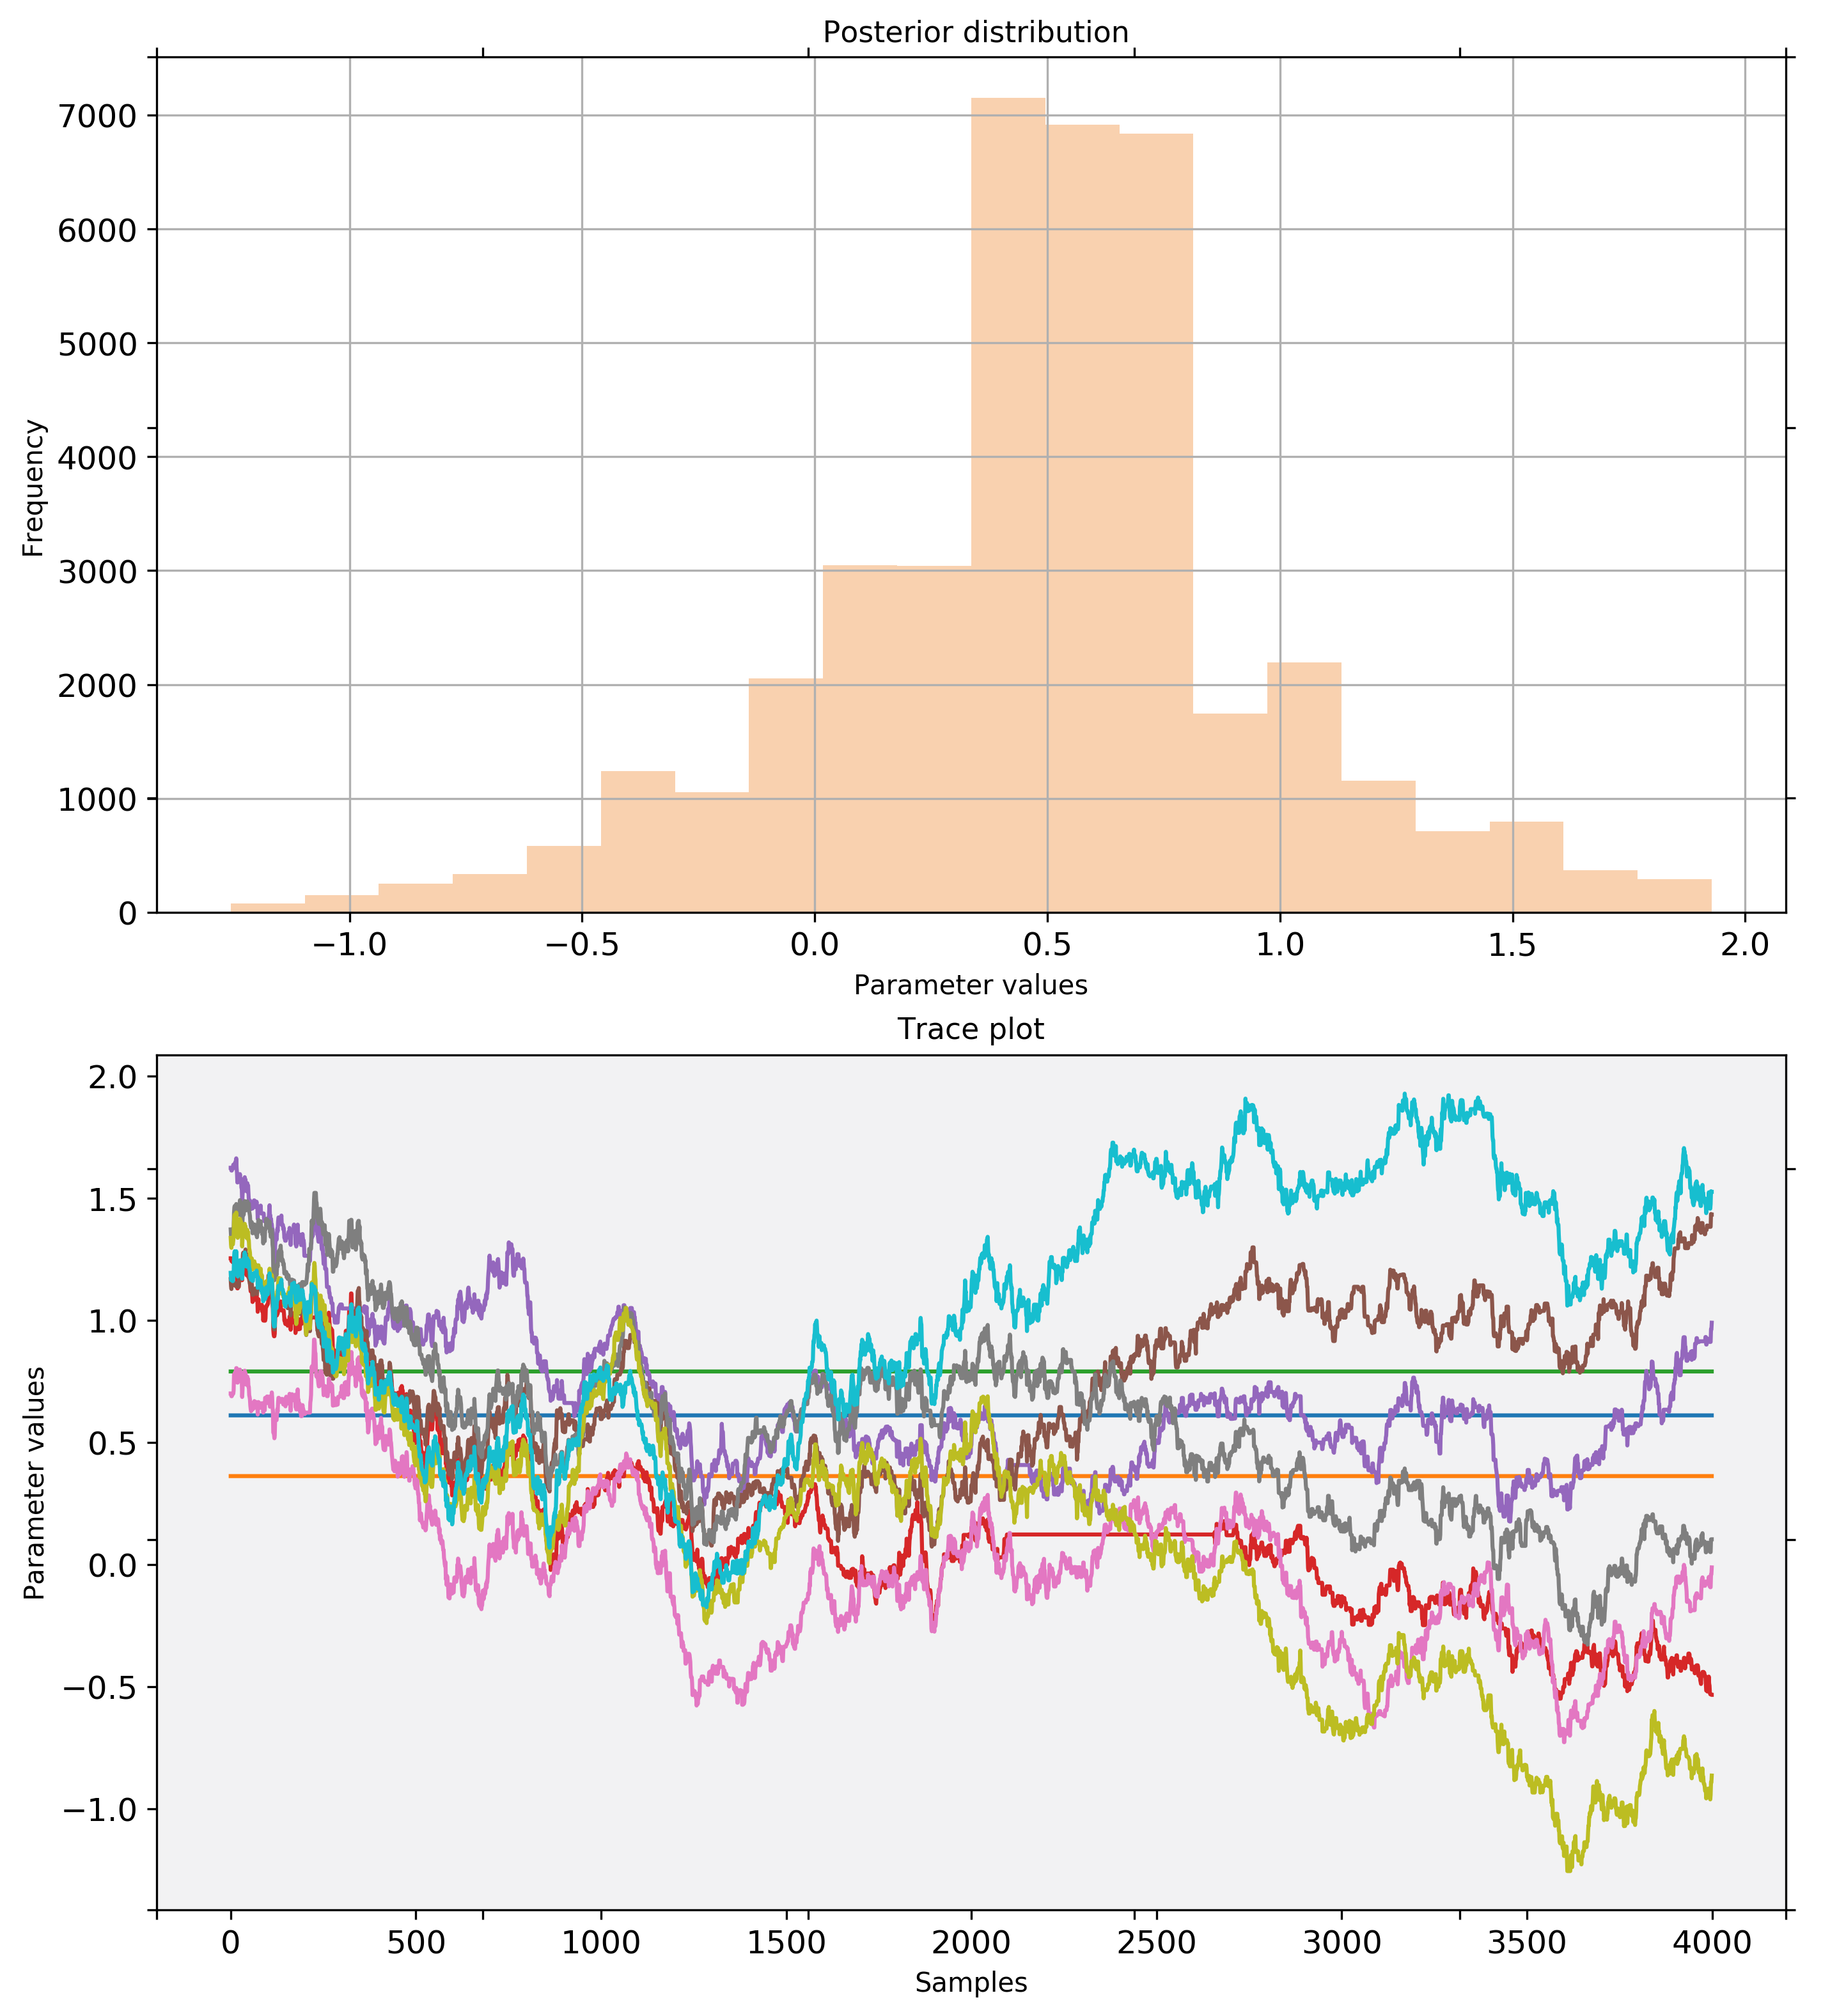 Posterior distribution
7000
6000
5000
4000
3000
2000
1000
0
Frequency
−1.0 −0.5 0.0 0.5 1.0 1.5 2.0
Parameter values
Trace plot
2.0
1.5
1.0
0.5
0.0
−0.5
−1.0
Parameter values
0 500 1000 1500 2000 2500 3000 3500 4000
Samples